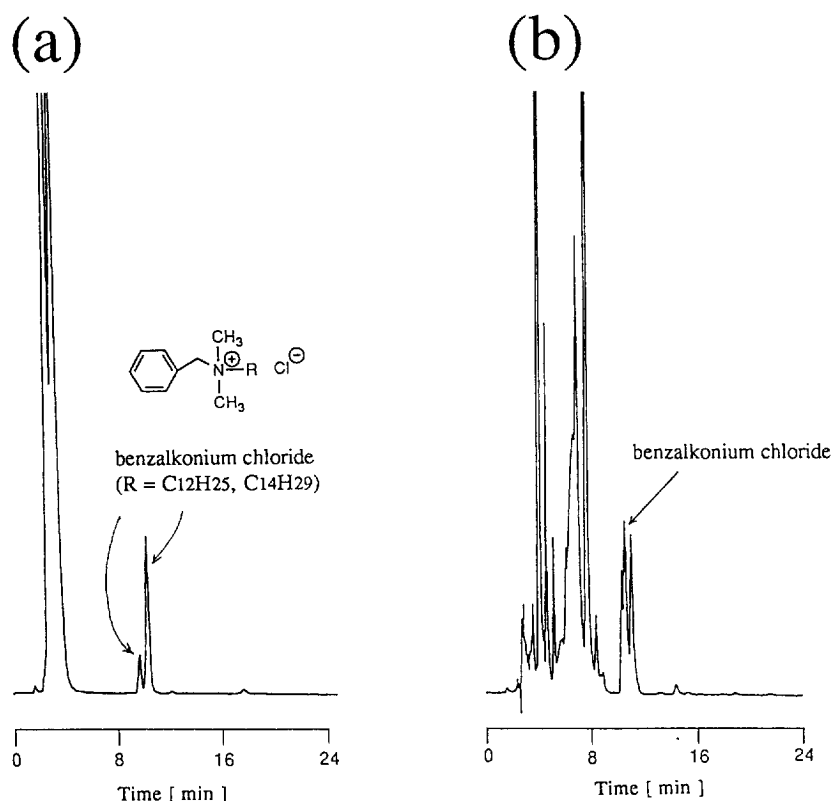 (a)
(b)
CH3
N
⊕
R
Cl⊖
CH3
benzalkonium chloride
(R = C12H25, C14H29)
benzalkonium chloride
0 8 16 24
Time [ min ]
0 8 16 24
Time [ min ]